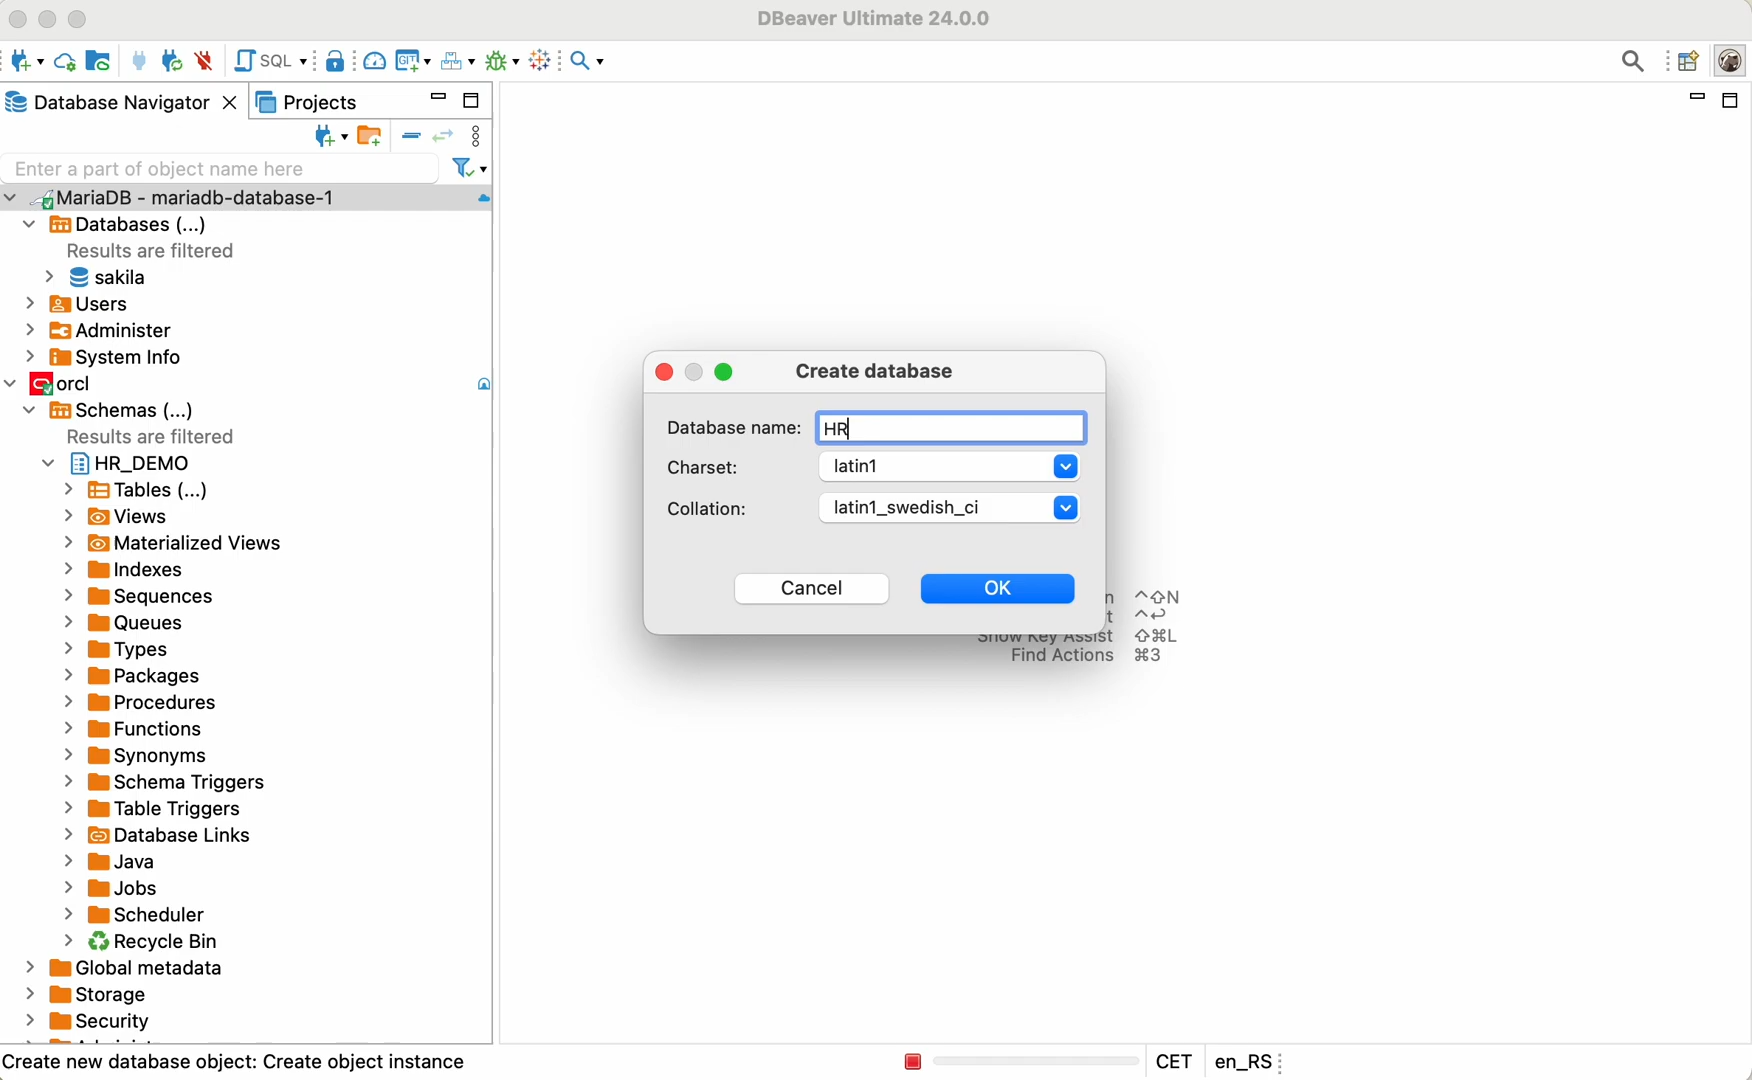 DBeaver Ultimate 24.0.0
SQL
Database Navigator
Projects
Enter a part of object name here
MariaDB - mariadb-database-1
Databases (...)
Results are filtered
sakila
Users
Administer
System Info
orcl
Schemas (...)
Results are filtered
HR_DEMO
Tables (...)
Views
Materialized Views
Indexes
Sequences
Queues
Types
Packages
Procedures
Functions
Synonyms
Schema Triggers
Table Triggers
Database Links
Java
Jobs
Scheduler
Recycle Bin
Global metadata
Storage
Security
Create database
Database name: HR
Charset: latin1
Collation: latin1_swedish_ci
Cancel OK
^⇧N
^↩
Show Key Assist ⇧⌘L
Find Actions ⌘3
Create new database object: Create object instance
CET
en_RS